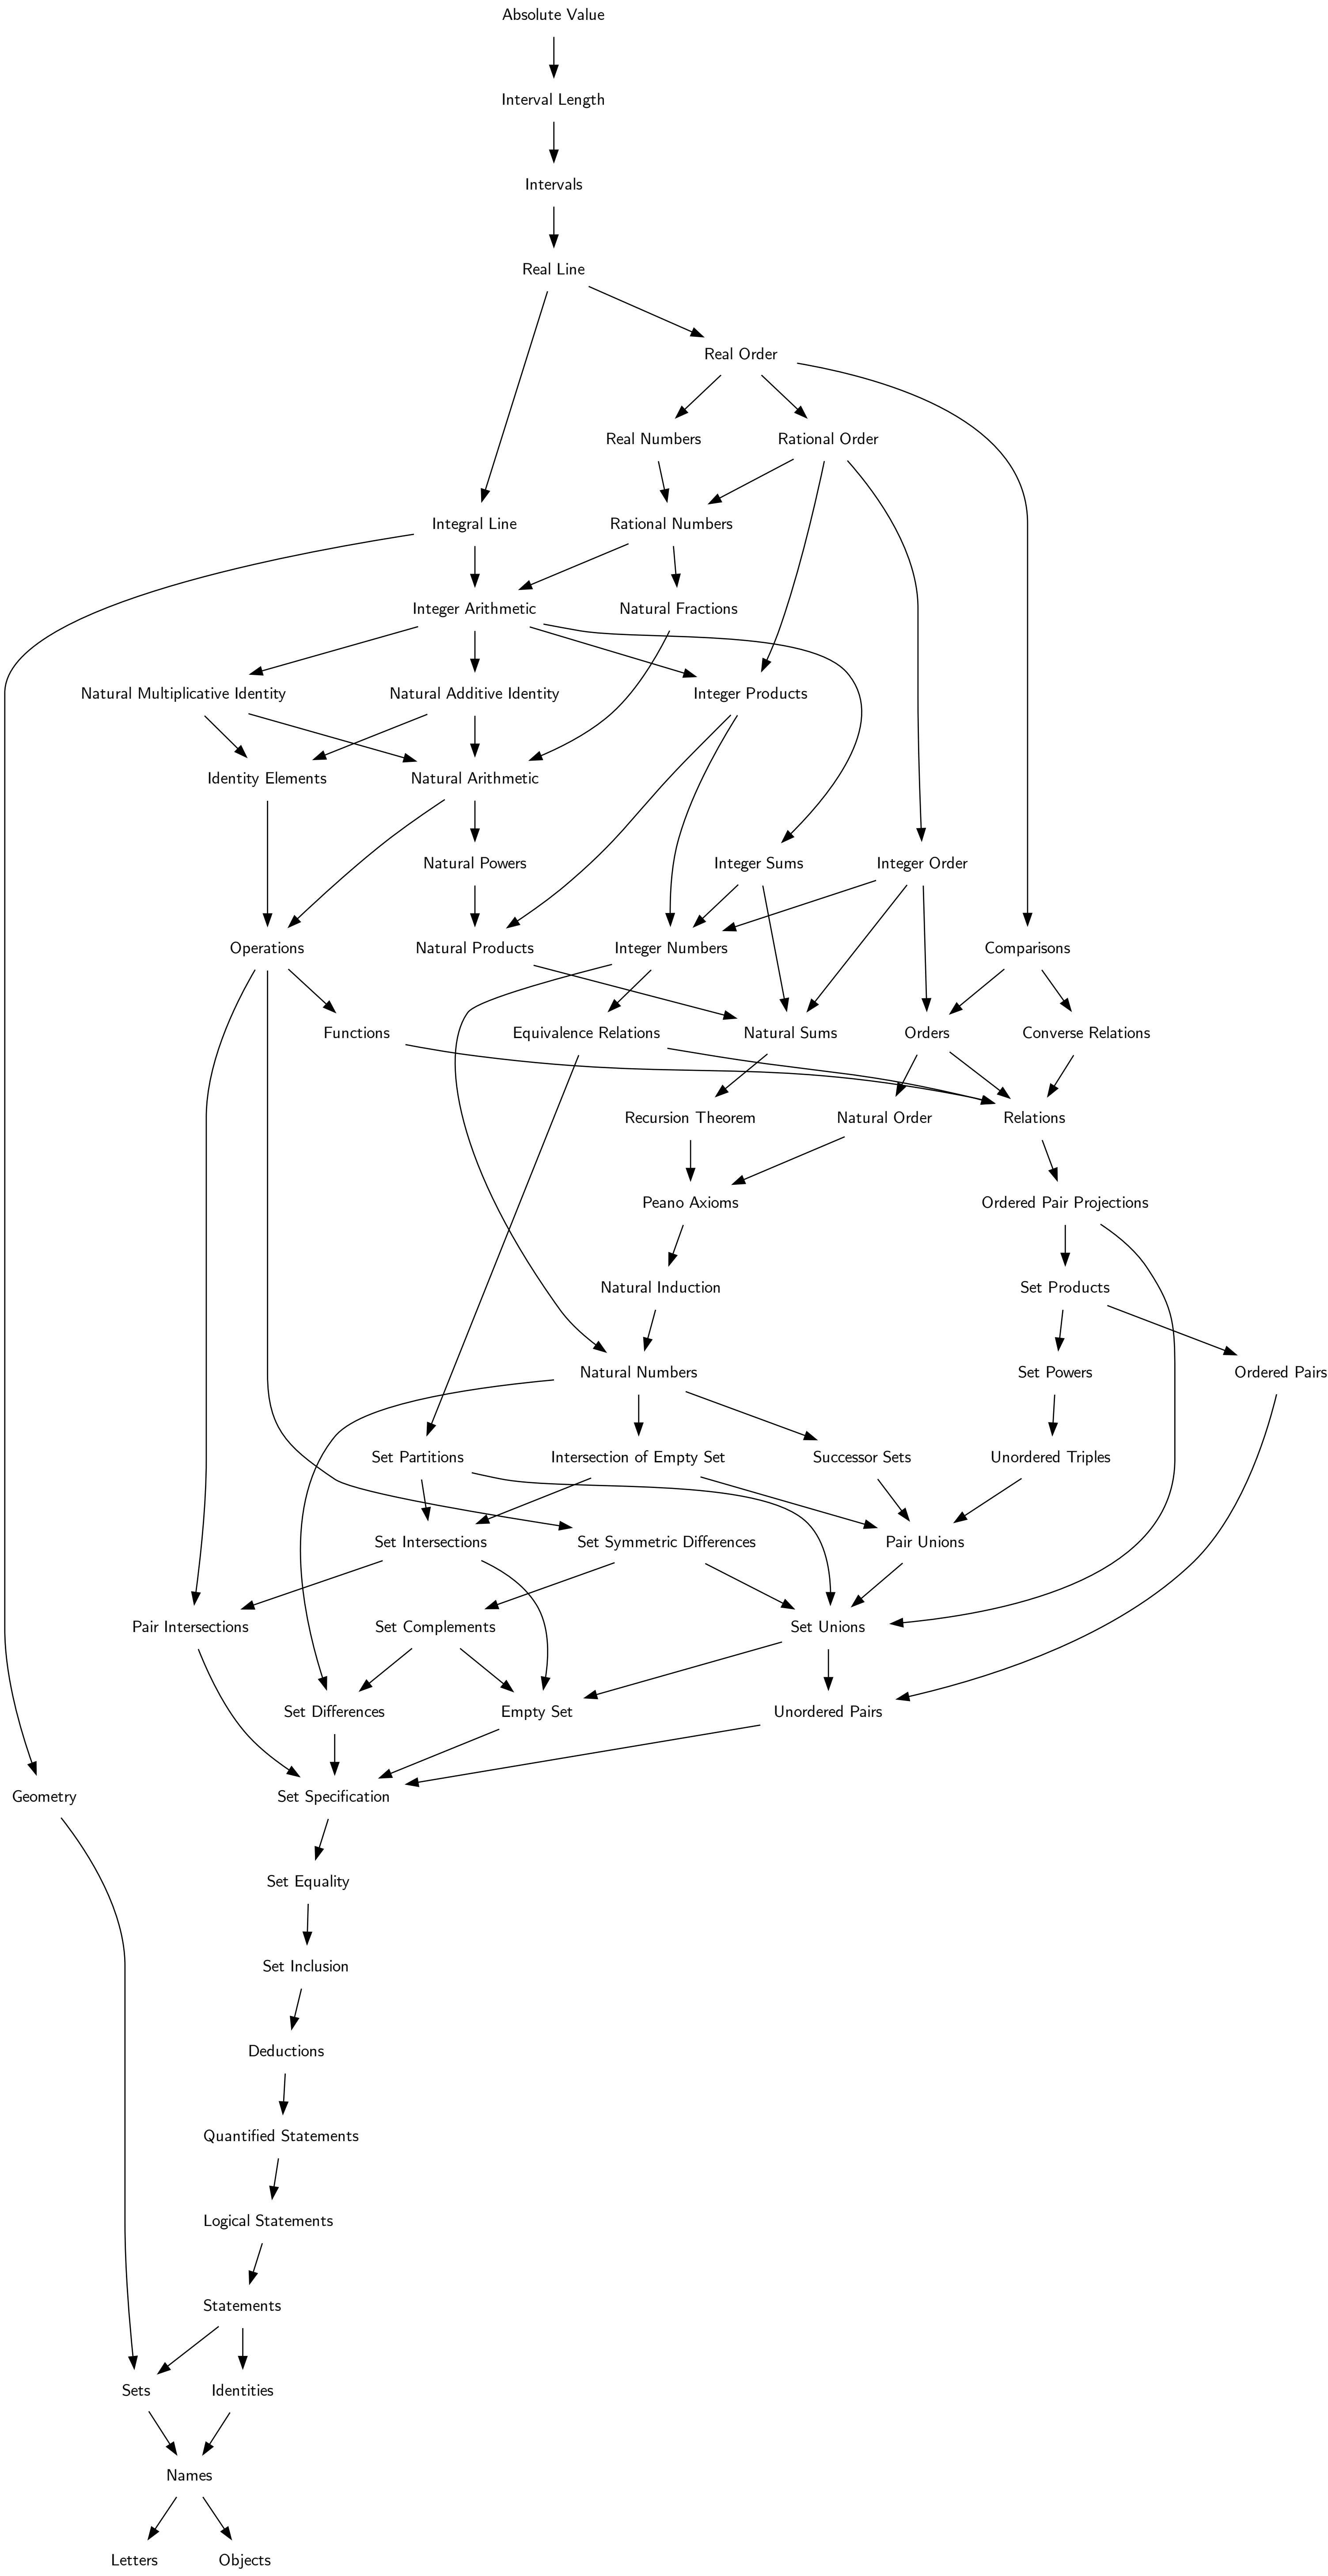 Absolute Value
Interval Length
Intervals
Real Line
Real Order
Real Numbers
Rational Order
Integral Line
Rational Numbers
Integer Arithmetic
Natural Fractions
Natural Multiplicative Identity
Natural Additive Identity
Integer Products
Identity Elements
Natural Arithmetic
Natural Powers
Integer Sums
Integer Order
Operations
Natural Products
Integer Numbers
Comparisons
Functions
Equivalence Relations
Natural Sums
Orders
Converse Relations
Recursion Theorem
Natural Order
Relations
Peano Axioms
Ordered Pair Projections
Natural Induction
Set Products
Natural Numbers
Set Powers
Ordered Pairs
Set Partitions
Intersection of Empty Set
Successor Sets
Unordered Triples
Set Intersections
Set Symmetric Differences
Pair Unions
Pair Intersections
Set Complements
Set Unions
Set Differences
Empty Set
Unordered Pairs
Geometry
Set Specification
Set Equality
Set Inclusion
Deductions
Quantified Statements
Logical Statements
Statements
Sets
Identities
Names
Letters
Objects